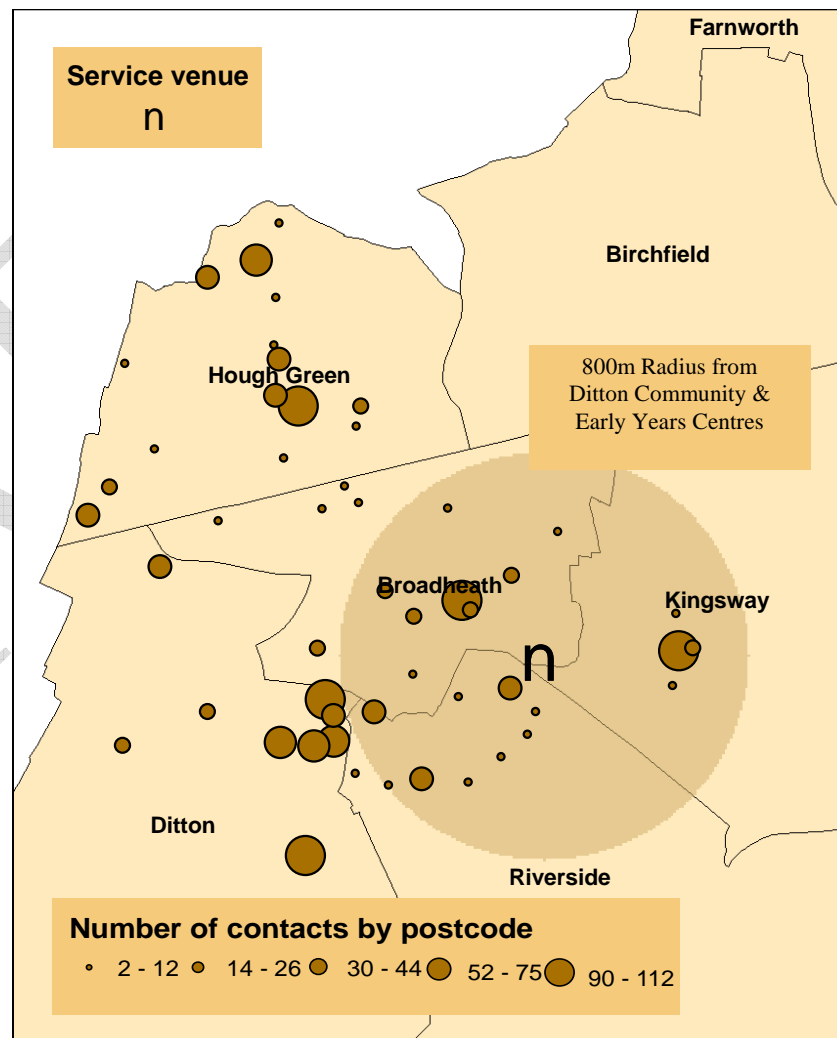 Farnworth
Service venue
n
Birchfield
800m Radius from
Ditton Community &
Early Years Centres
Hough Green
Broadheath
Kingsway
n
Ditton
Riverside
Number of contacts by postcode
2 - 12 14 - 26 30 - 44 52 - 75 90 - 112